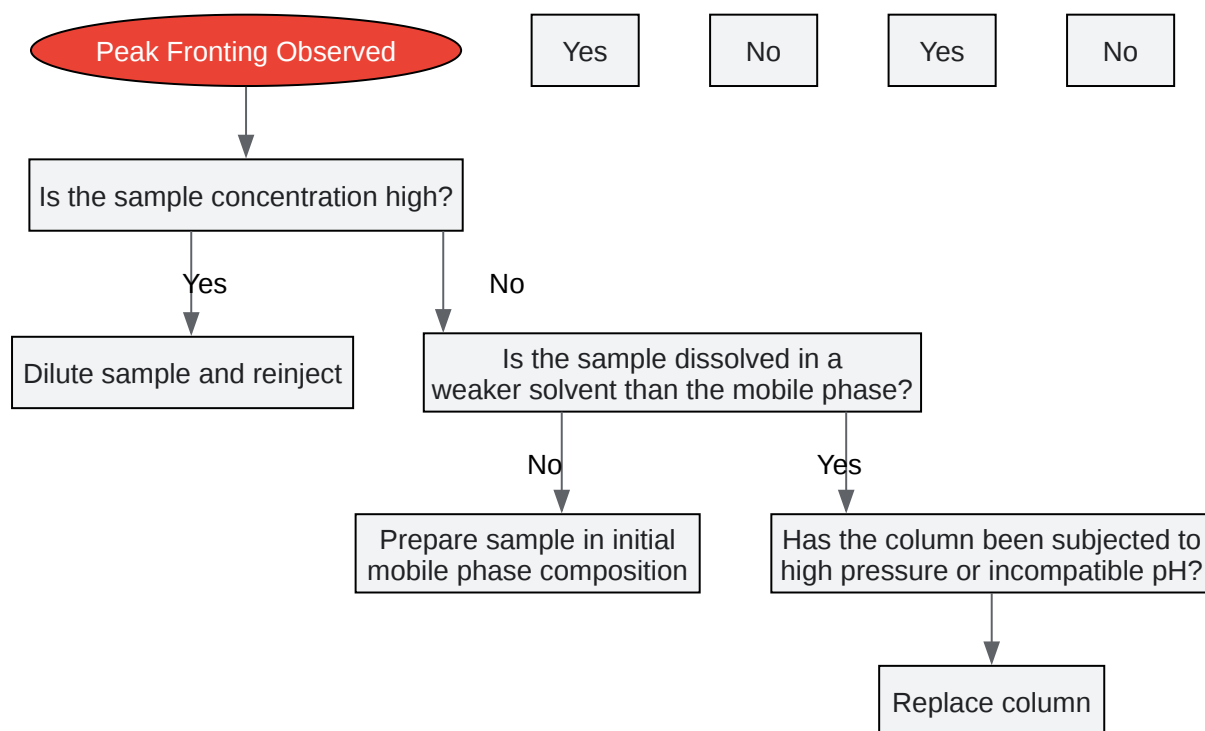 Peak Fronting Observed
Yes
No
Yes
No
Is the sample concentration high?
Yes
No
Dilute sample and reinject
Is the sample dissolved in a
weaker solvent than the mobile phase?
No
Yes
Prepare sample in initial
mobile phase composition
Has the column been subjected to
high pressure or incompatible pH?
Replace column